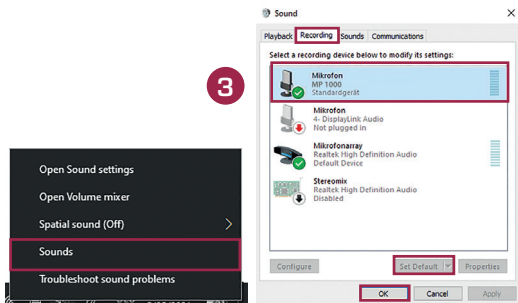 3
Open Sound settings
Open Volume mixer
Spatial sound (Off)
Sounds
Troubleshoot sound problems
Sound
Playback Recording Sounds Communications
Select a recording device below to modify its settings:
Mikrofon
MP 1000
Standardgerät
Mikrofon
4- DisplayLink Audio
Not plugged in
Mikrofonarray
Realtek High Definition Audio
Default Device
Stereomix
Realtek High Definition Audio
Disabled
Configure Set Default Properties
OK Cancel Apply